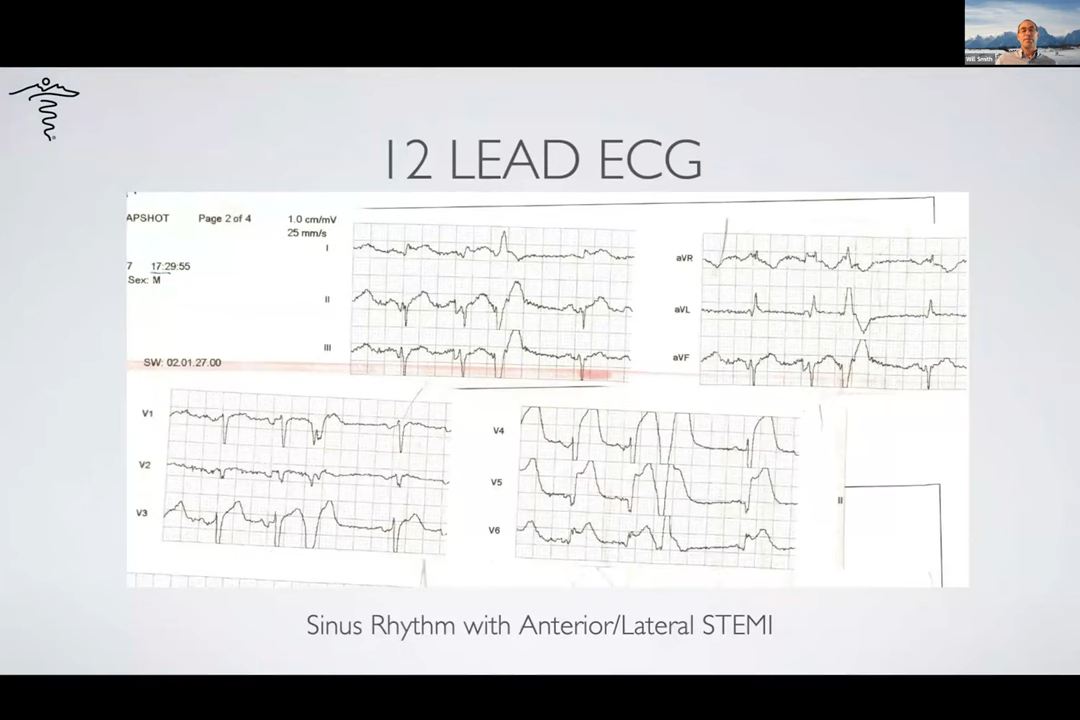 Will Smith
12 LEAD ECG
APSHOT Page 2 of 4 1.0 cm/mV
25 mm/s
7 17:29:55
Sex: M
SW: 02.01.27.00
I
II
III
aVR
aVL
aVF
V1
V2
V3
V4
V5
V6
II
Sinus Rhythm with Anterior/Lateral STEMI